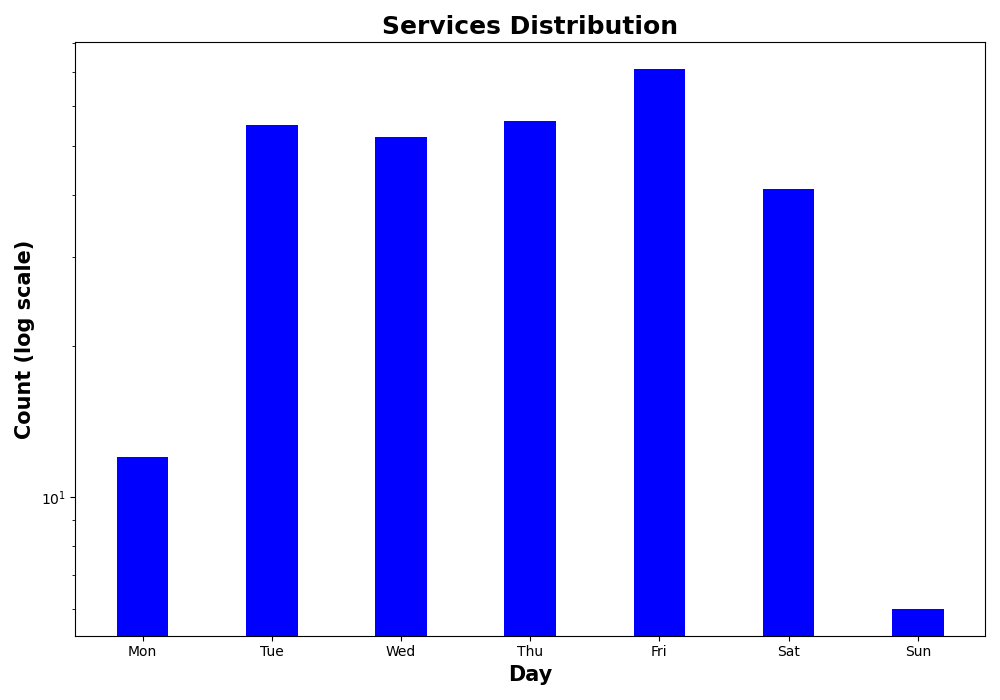 Services Distribution
Count (log scale)
10¹
Mon Tue Wed Thu Fri Sat Sun
Day